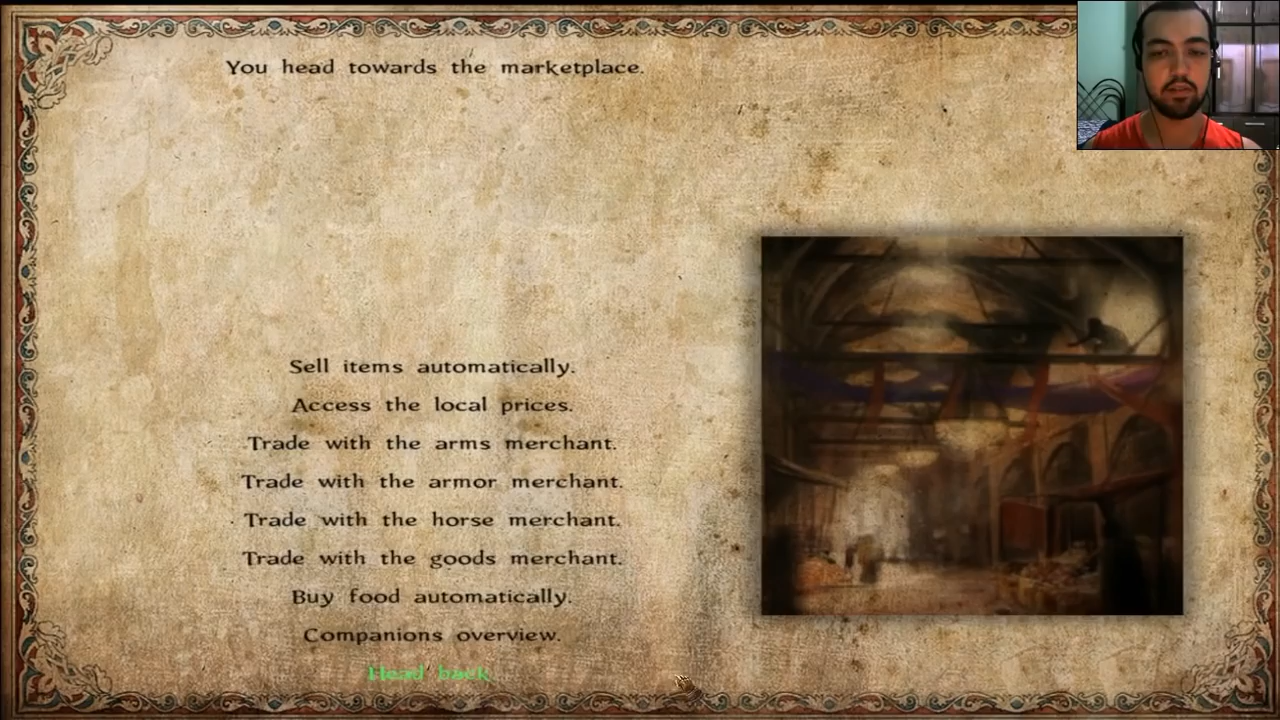 You head towards the marketplace.
Sell items automatically.
Access the local prices.
Trade with the arms merchant.
Trade with the armor merchant.
Trade with the horse merchant.
Trade with the goods merchant.
Buy food automatically.
Companions overview.
Head back